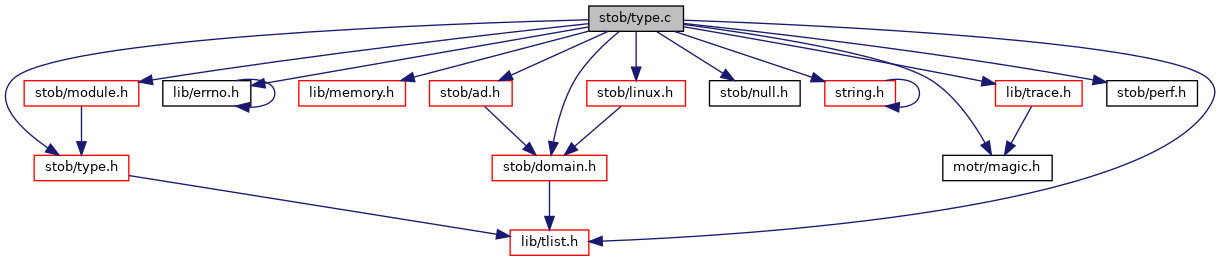 stob/type.c
stob/module.h
lib/errno.h
lib/memory.h
stob/ad.h
stob/linux.h
stob/null.h
string.h
lib/trace.h
stob/perf.h
stob/type.h
stob/domain.h
motr/magic.h
lib/tlist.h